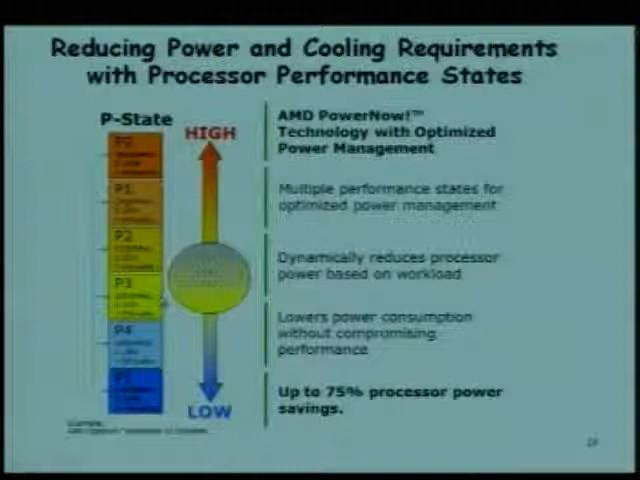 Reducing Power and Cooling Requirements
with Processor Performance States
P-State
HIGH
P0
P1
P2
P3
P4
P5
LOW
AMD PowerNow!™
Technology with Optimized
Power Management
Multiple performance states for
optimized power management
Dynamically reduces processor
power based on workload
Lowers power consumption
without compromising
performance
Up to 75% processor power
savings.